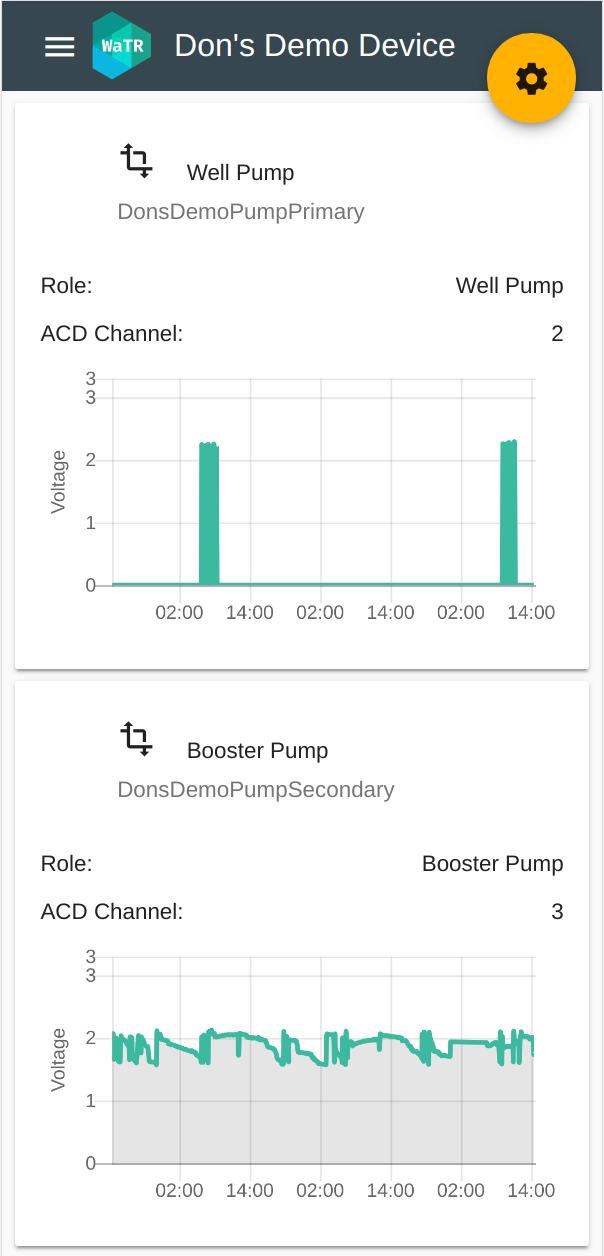 WaTR Don's Demo Device
Well Pump
DonsDemoPumpPrimary
Role: Well Pump
ACD Channel: 2
3
3
2
1
0
Voltage
02:00 14:00 02:00 14:00 02:00 14:00
Booster Pump
DonsDemoPumpSecondary
Role: Booster Pump
ACD Channel: 3
3
3
2
1
0
Voltage
02:00 14:00 02:00 14:00 02:00 14:00